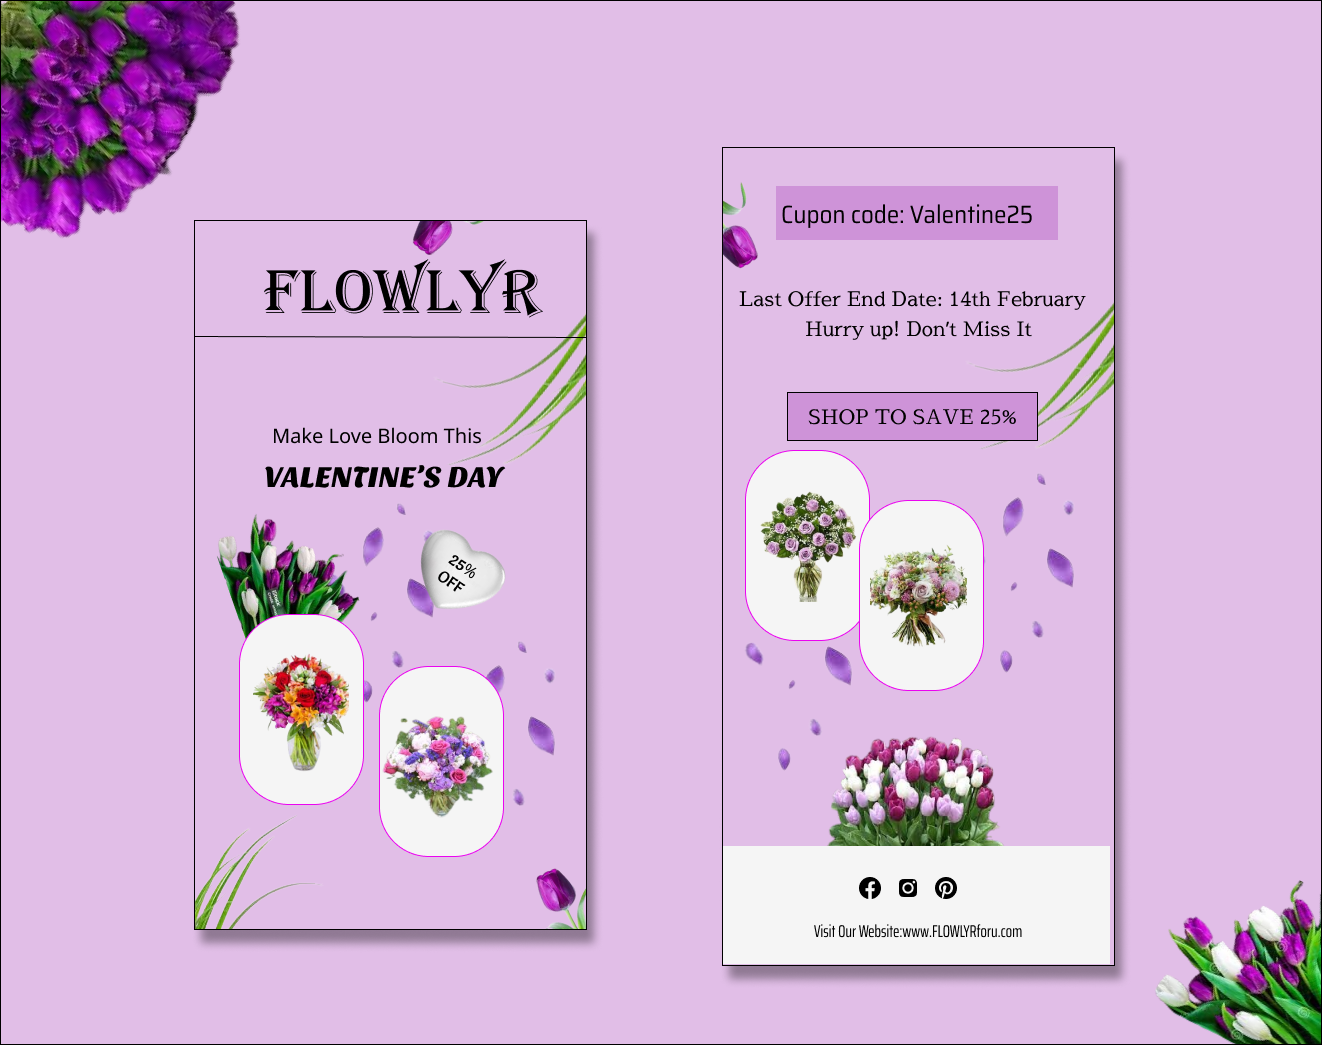 FLOWLYR
Make Love Bloom This
VALENTINE'S DAY
25%
OFF
Cupon code: Valentine25
Last Offer End Date: 14th February
Hurry up! Don't Miss It
SHOP TO SAVE 25%
Visit Our Website:www.FLOWLYRforu.com